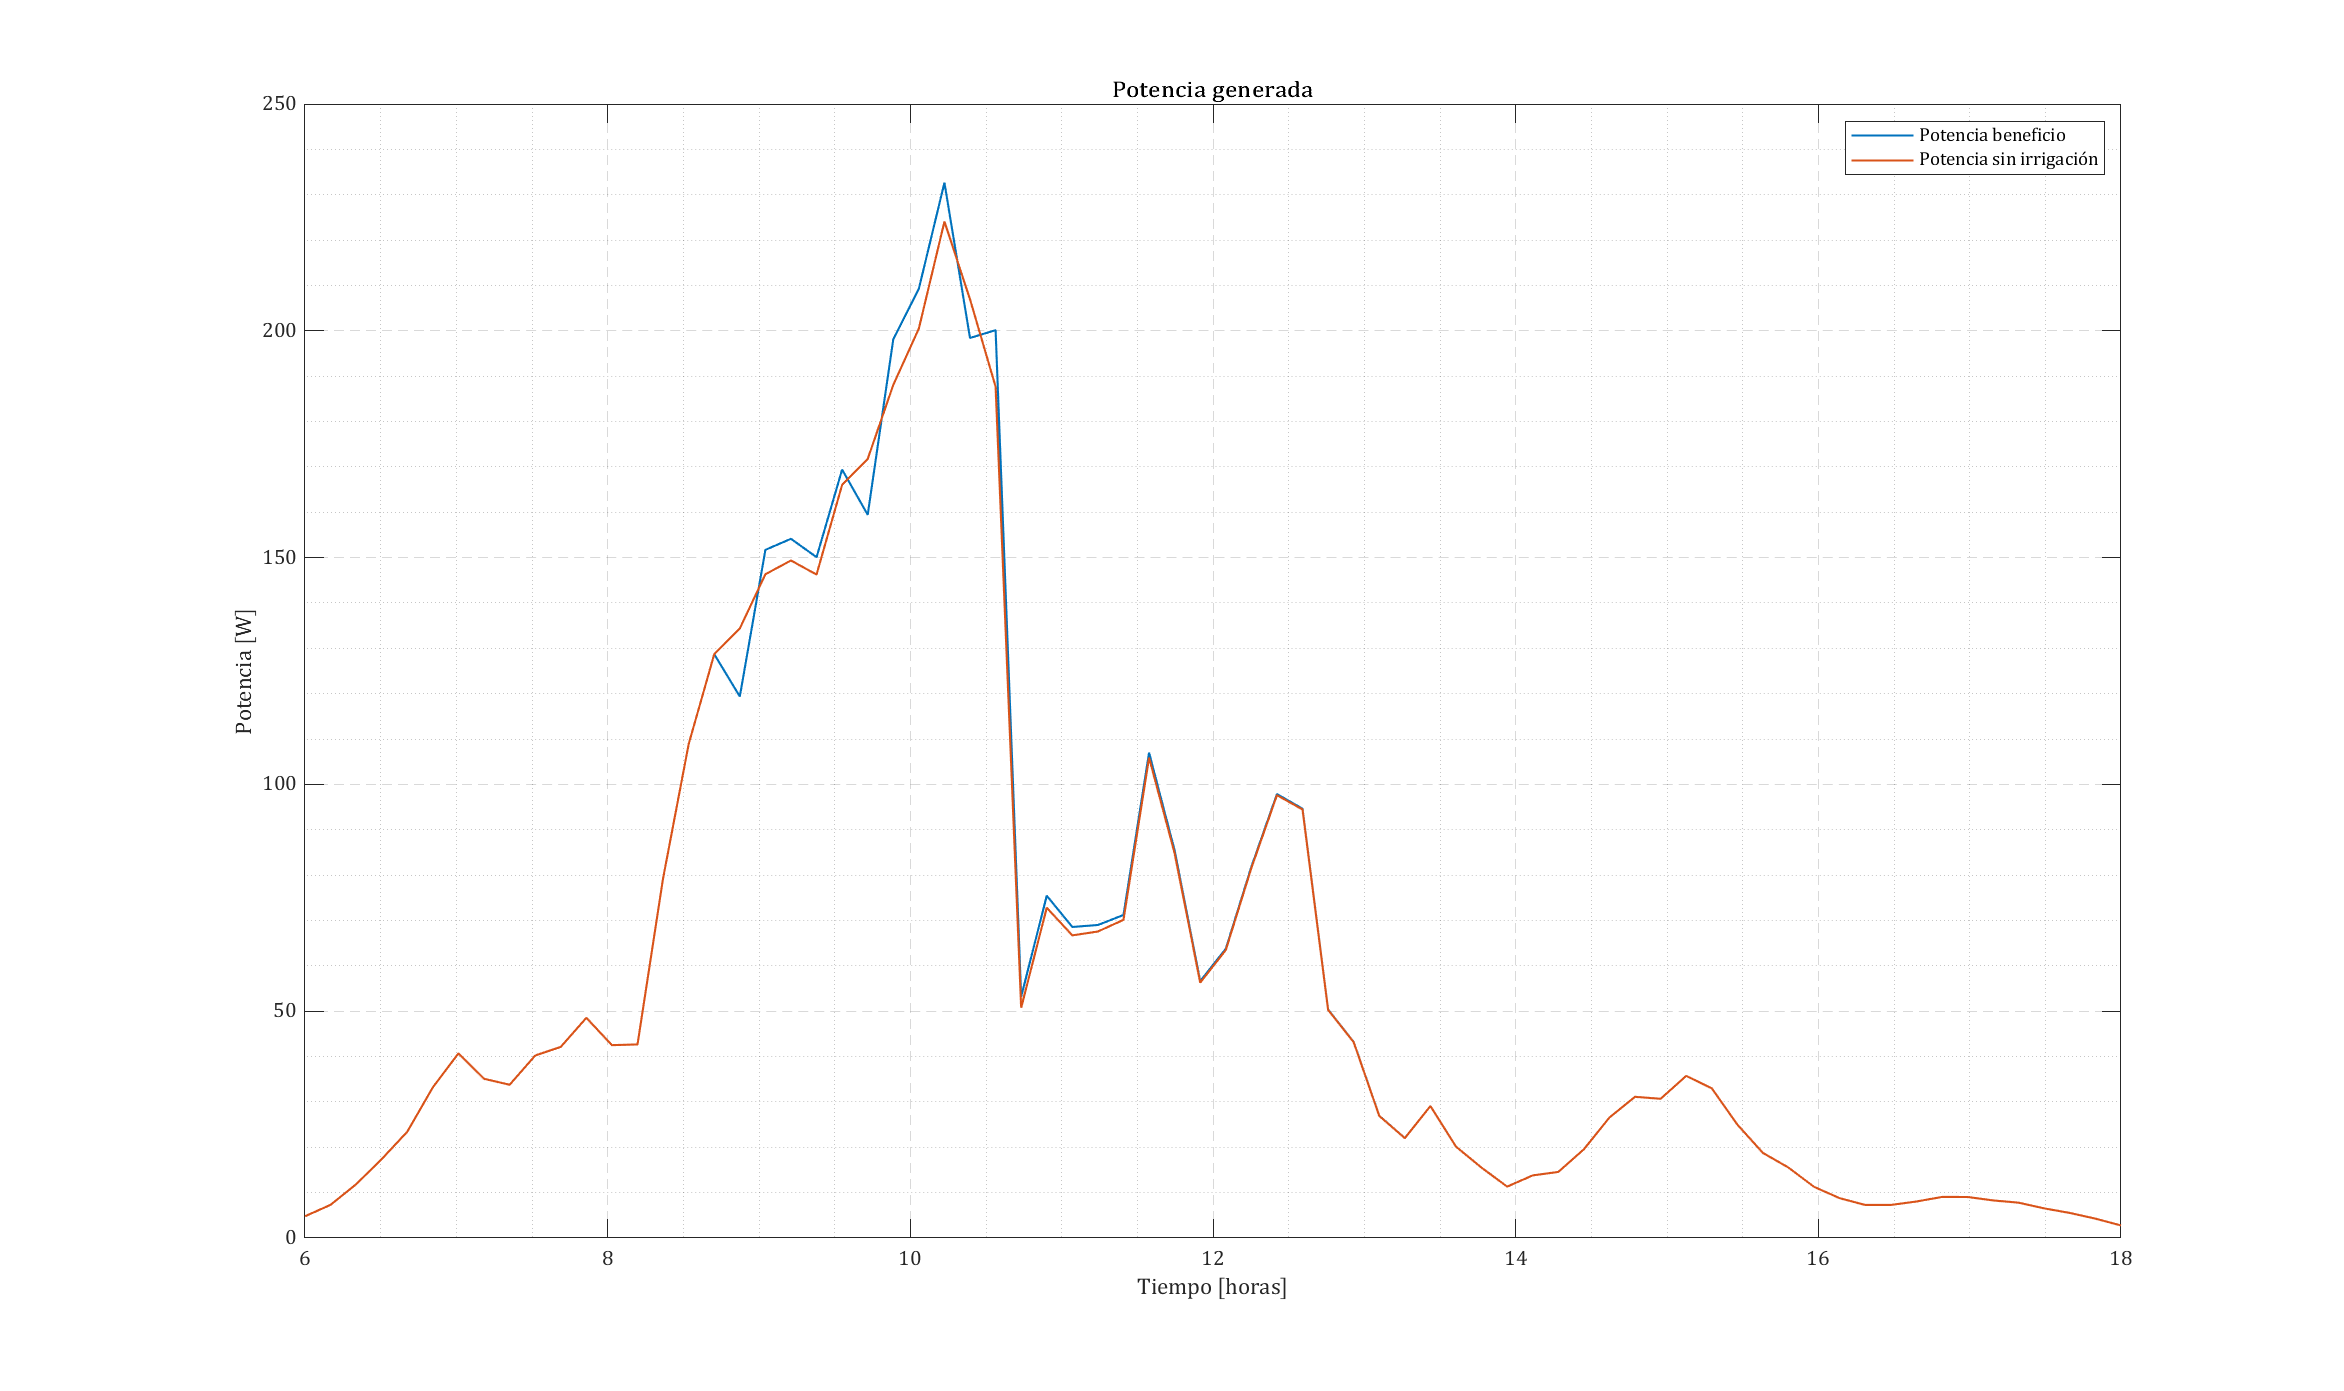 Potencia generada
250
200
150
100
50
0
Potencia [W]
Potencia beneficio
Potencia sin irrigación
6 8 10 12 14 16 18
Tiempo [horas]